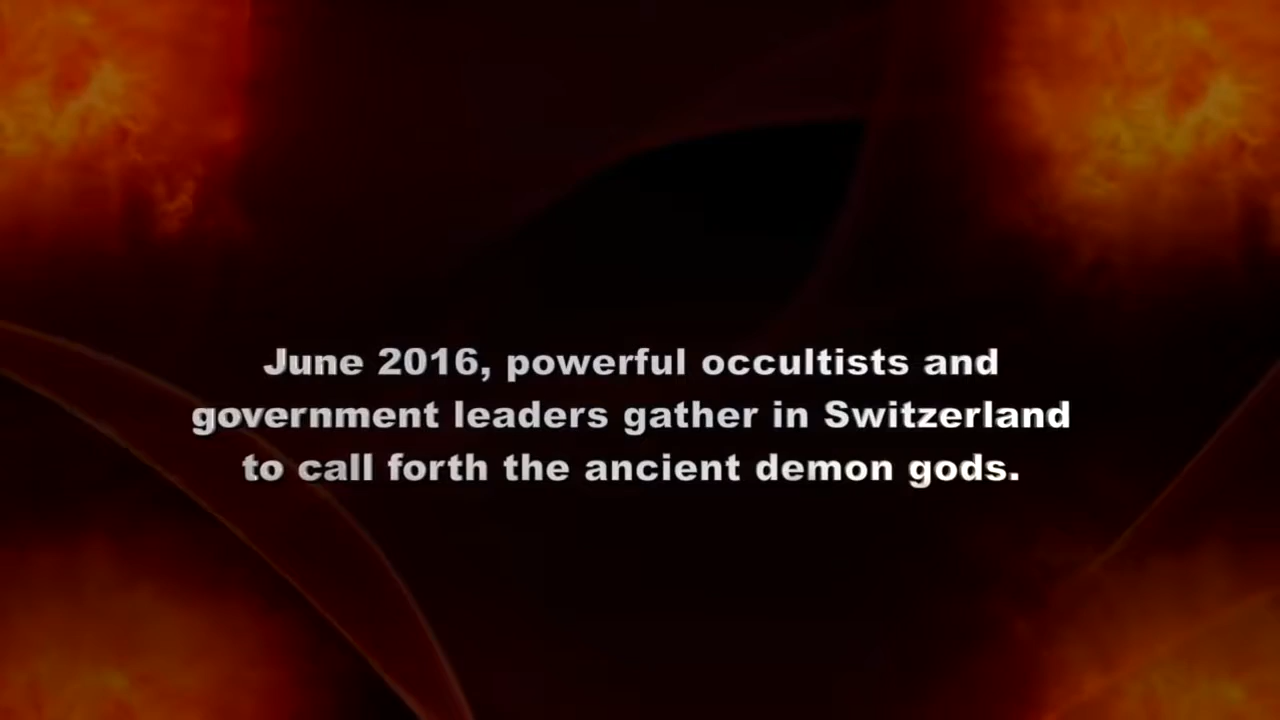 June 2016, powerful occultists and
government leaders gather in Switzerland
to call forth the ancient demon gods.